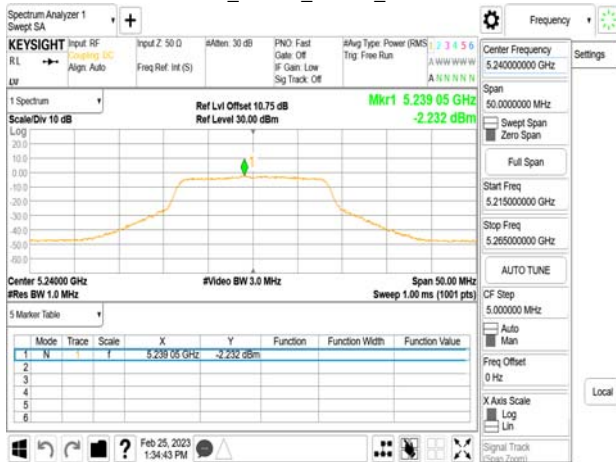 Spectrum Analyzer 1
Swept SA
+
Frequency
KEYSIGHT
Input: RF
Coupling: DC
Align: Auto
Input Z: 50 Ω
Freq Ref: Int (S)
#Atten: 30 dB
PNO: Fast
Gate: Off
IF Gain: Low
Sig Track: Off
#Avg Type: Power (RMS)
Trig: Free Run
1 2 3 4 5 6
A W W W W W
A N N N N N
RL
LV
Center Frequency
5.240000000 GHz
Settings
Span
50.0000000 MHz
Swept Span
Zero Span
Full Span
Start Freq
5.215000000 GHz
Stop Freq
5.265000000 GHz
AUTO TUNE
CF Step
5.000000 MHz
Auto
Man
Freq Offset
0 Hz
X Axis Scale
Log
Lin
Signal Track
(Span Zoom)
Local
1 Spectrum
Scale/Div 10 dB
Ref Lvl Offset 10.75 dB
Ref Level 30.00 dBm
Mkr1 5.239 05 GHz
-2.232 dBm
Log
20.0
10.0
0.00
-10.0
-20.0
-30.0
-40.0
-50.0
-60.0
1
Center 5.24000 GHz
#Res BW 1.0 MHz
#Video BW 3.0 MHz
Span 50.00 MHz
Sweep 1.00 ms (1001 pts)
5 Marker Table
Mode Trace Scale X Y Function Function Width Function Value
1 N 1 f 5.239 05 GHz -2.232 dBm
2
3
4
5
6
?
Feb 25, 2023
1:34:43 PM